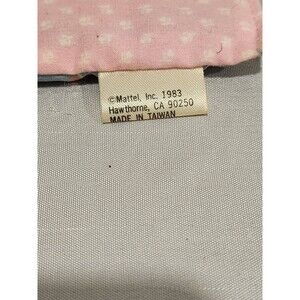 ©Mattel, Inc. 1983
Hawthorne, CA 90250
MADE IN TAIWAN